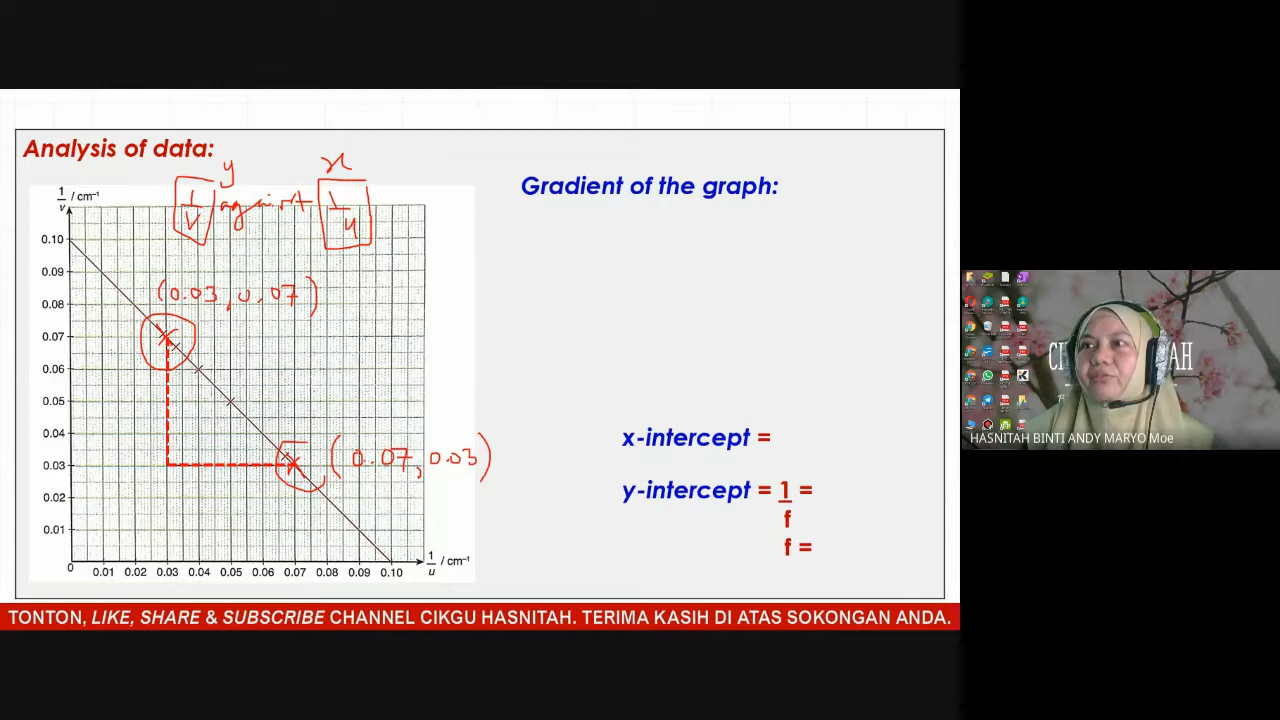 Analysis of data:
y
x
1/v against 1/u
Gradient of the graph:
1/v / cm⁻¹
0.10
0.09
(0.03, 0.07)
0.08
0.07
0.06
0.05
0.04
0.03
(0.07, 0.03)
0.02
0.01
0
0.01 0.02 0.03 0.04 0.05 0.06 0.07 0.08 0.09 0.10
1/u / cm⁻¹
x-intercept =
y-intercept = 1/f =
f =
TONTON, LIKE, SHARE & SUBSCRIBE CHANNEL CIKGU HASNITAH. TERIMA KASIH DI ATAS SOKONGAN ANDA.
HASNITAH BINTI ANDY MARYO Moe